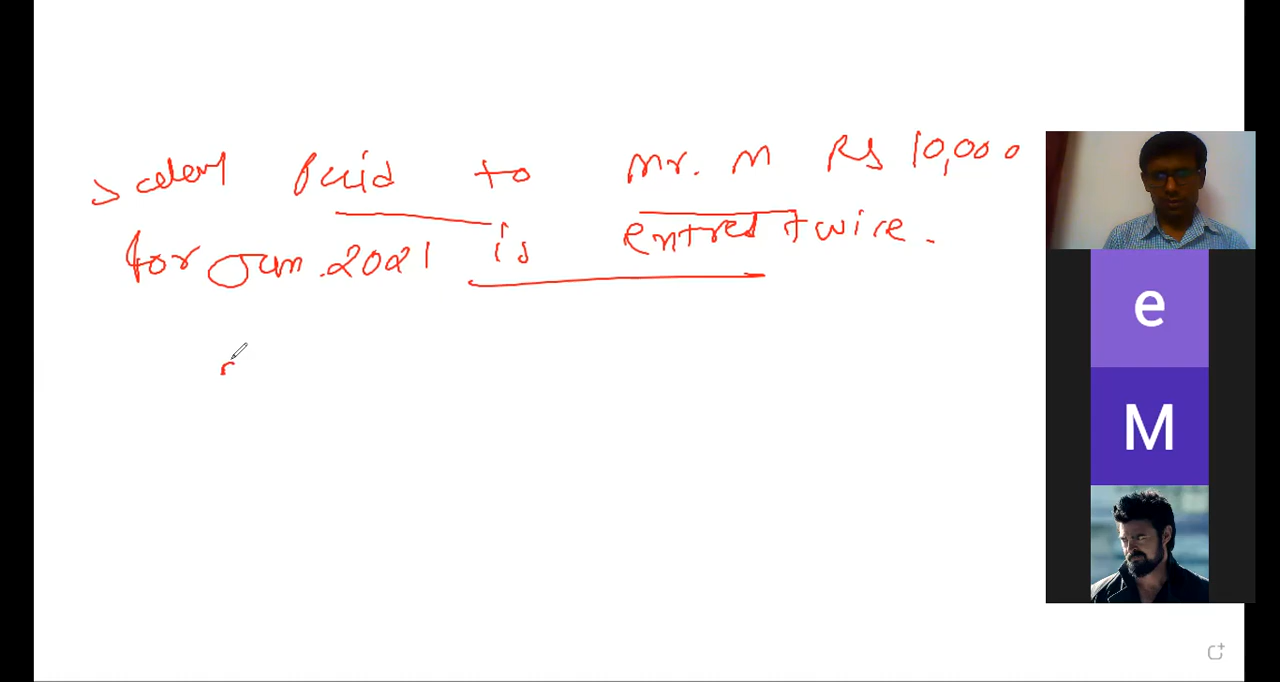 Salary Paid to Mr. M Rs 10,000
for Jan. 2021 is entred twice.
e
M